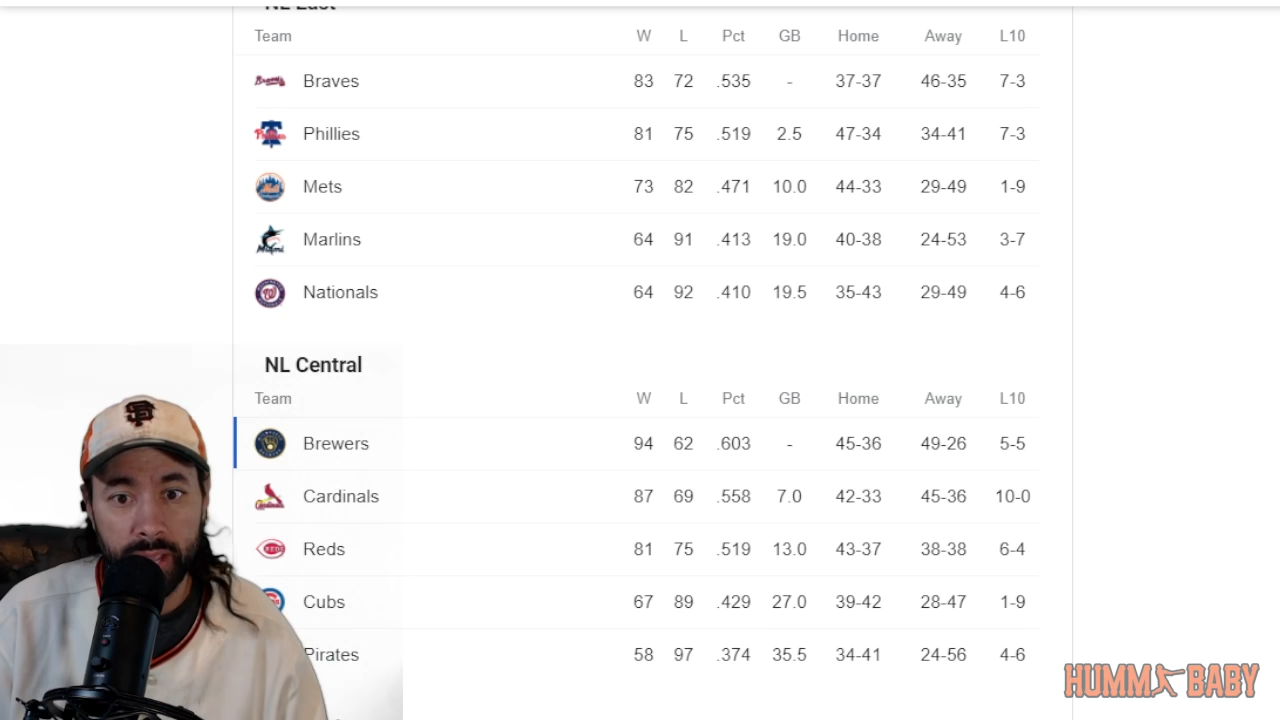 NL East
Team W L Pct GB Home Away L10
Braves 83 72 .535 - 37-37 46-35 7-3
Phillies 81 75 .519 2.5 47-34 34-41 7-3
Mets 73 82 .471 10.0 44-33 29-49 1-9
Marlins 64 91 .413 19.0 40-38 24-53 3-7
Nationals 64 92 .410 19.5 35-43 29-49 4-6
NL Central
Team W L Pct GB Home Away L10
Brewers 94 62 .603 - 45-36 49-26 5-5
Cardinals 87 69 .558 7.0 42-33 45-36 10-0
Reds 81 75 .519 13.0 43-37 38-38 6-4
Cubs 67 89 .429 27.0 39-42 28-47 1-9
Pirates 58 97 .374 35.5 34-41 24-56 4-6
SF
HUMM BABY